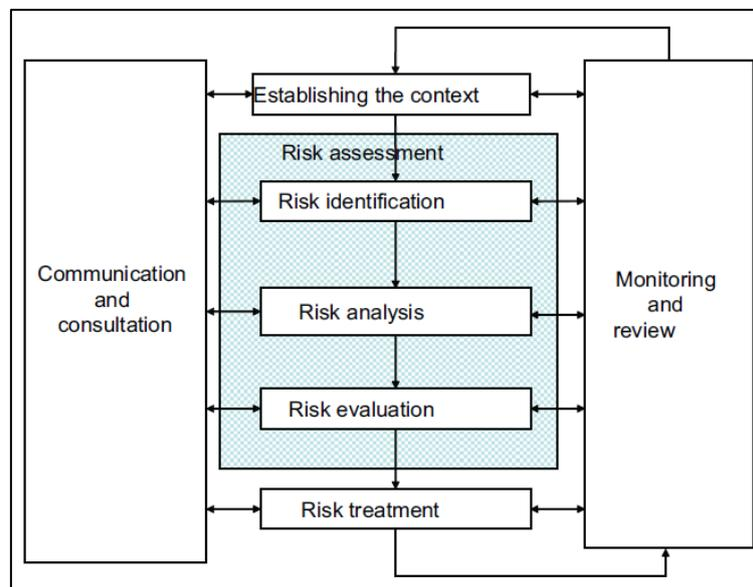 Establishing the context
Risk assessment
Risk identification
Communication
and
consultation
Monitoring
and
review
Risk analysis
Risk evaluation
Risk treatment